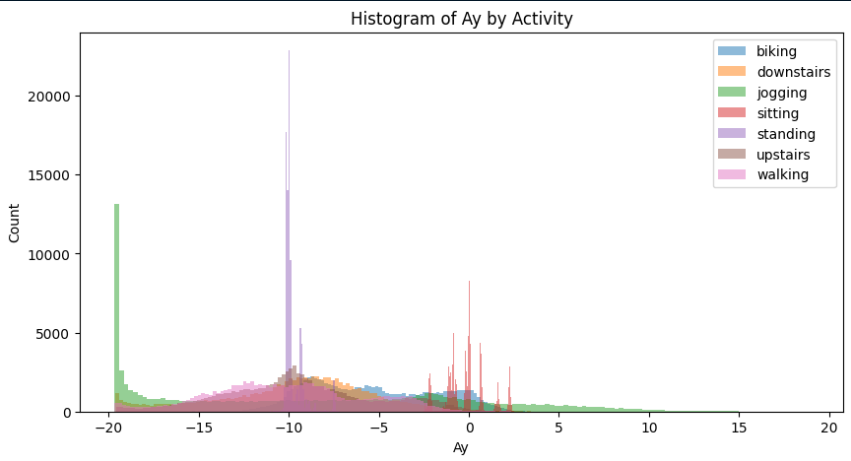 Histogram of Ay by Activity
biking
downstairs
jogging
sitting
standing
upstairs
walking
Count
20000
15000
10000
5000
0
−20 −15 −10 −5 0 5 10 15 20
Ay